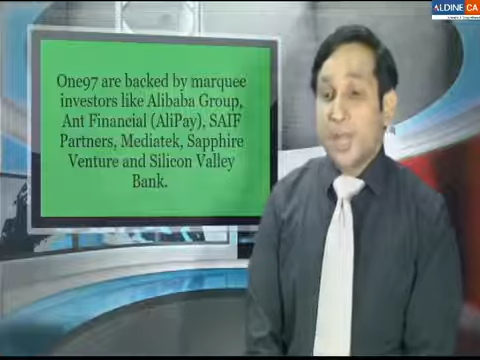 ALDINE CA
One97 are backed by marquee
investors like Alibaba Group,
Ant Financial (AliPay), SAIF
Partners, Mediatek, Sapphire
Venture and Silicon Valley
Bank.